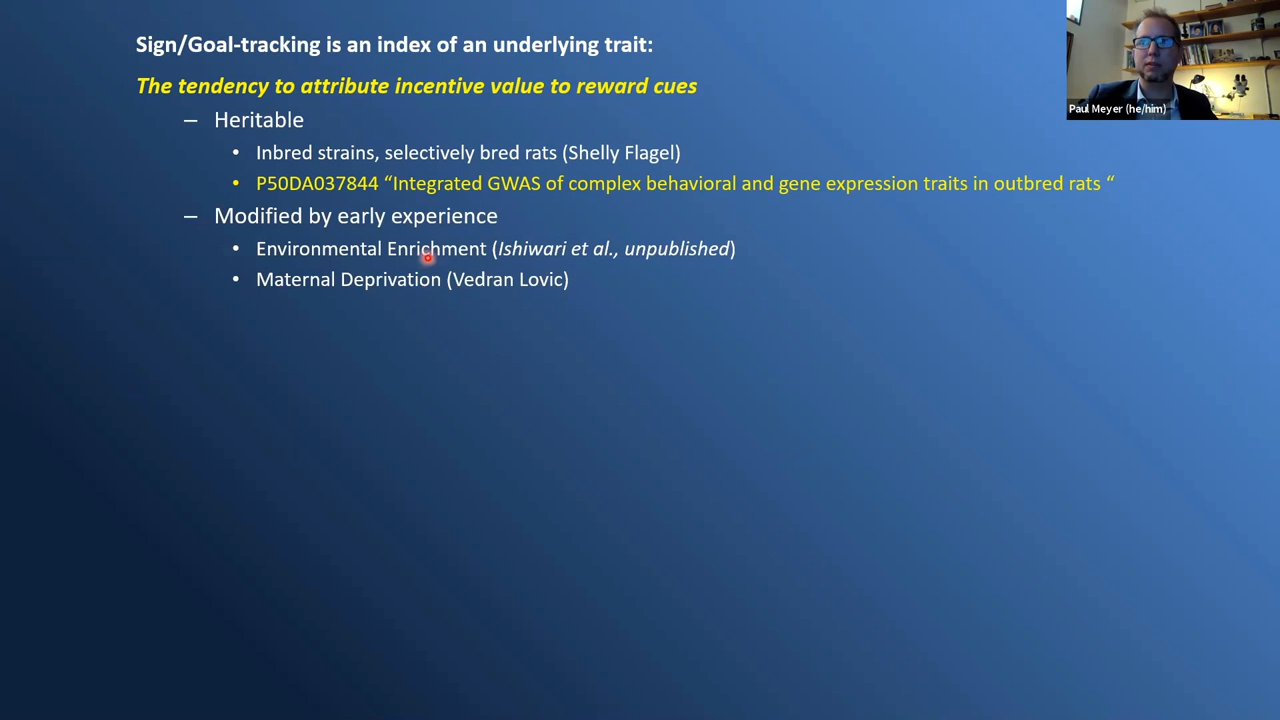 Sign/Goal-tracking is an index of an underlying trait:
The tendency to attribute incentive value to reward cues
Paul Meyer (he/him)
– Heritable
• Inbred strains, selectively bred rats (Shelly Flagel)
• P50DA037844 “Integrated GWAS of complex behavioral and gene expression traits in outbred rats “
– Modified by early experience
• Environmental Enrichment (Ishiwari et al., unpublished)
• Maternal Deprivation (Vedran Lovic)